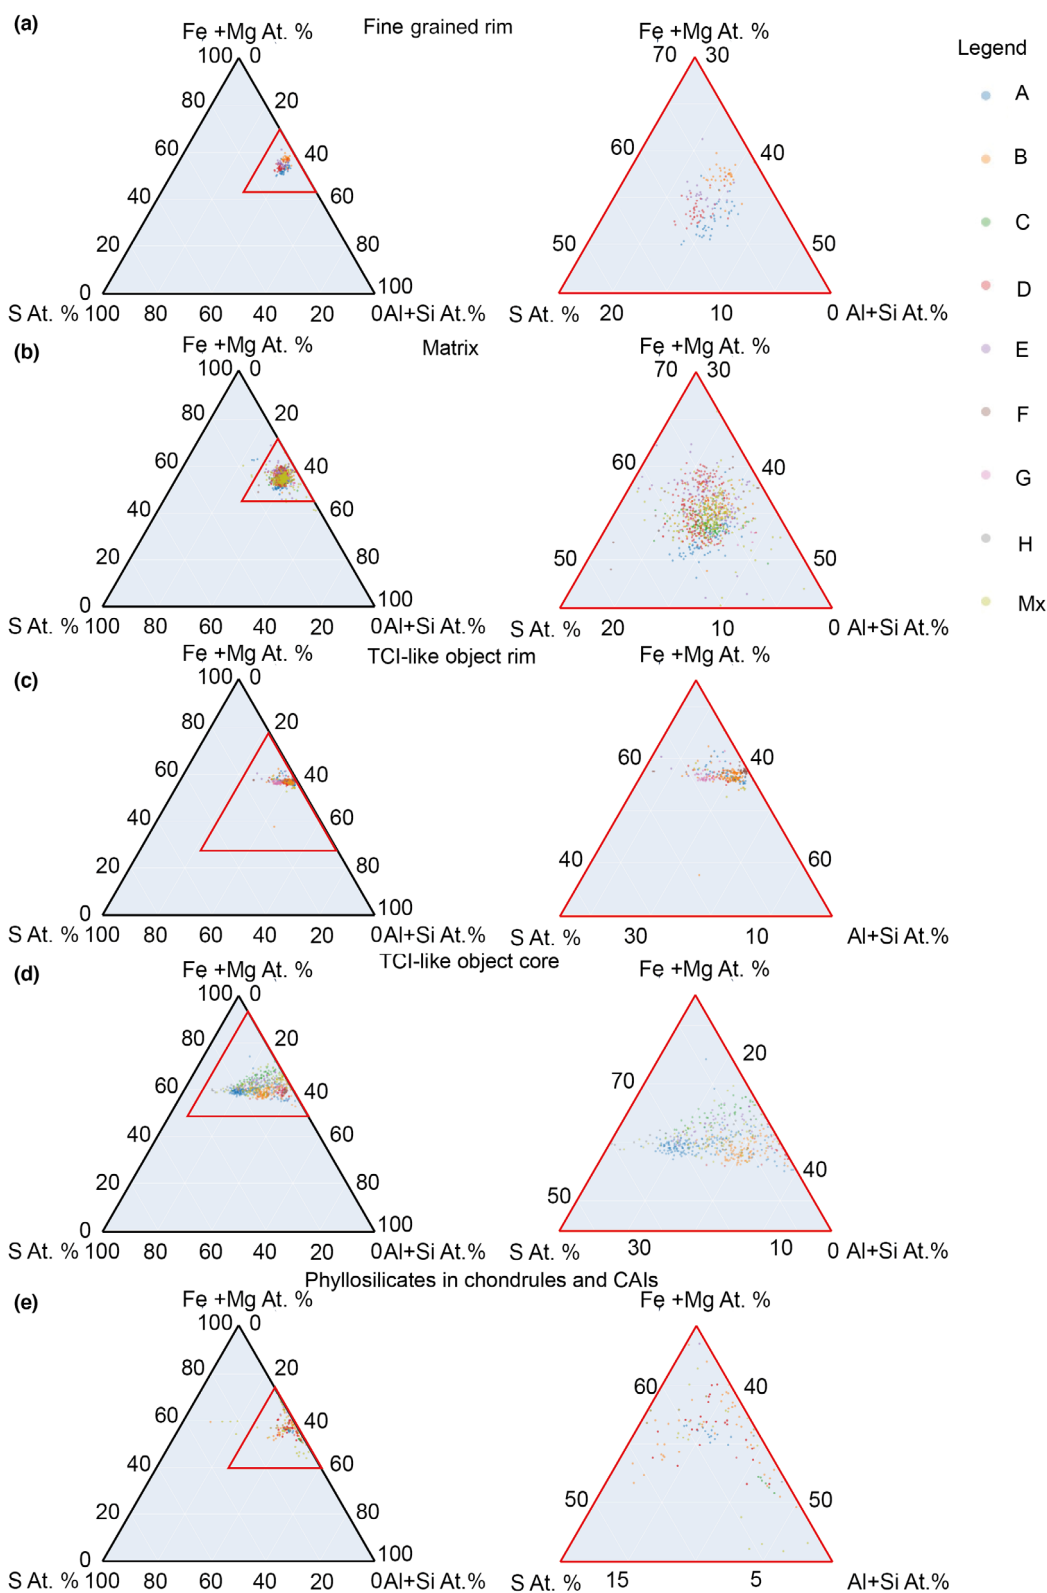 (a)
Fe +Mg At. %
Fine grained rim
Fe +Mg At. %
Legend
100 0
70 30
80 20
A
60 40
60 40
B
40 60
C
20 80
50 50
D
0 100
S At. % 100 80 60 40 20 0 Al+Si At.%
S At. % 20 10 0 Al+Si At.%
(b)
Fe +Mg At. %
Matrix
Fe +Mg At. %
E
100 0
70 30
80 20
F
60 40
60 40
G
40 60
20 80
50 50
H
0 100
Mx
S At. % 100 80 60 40 20 0 Al+Si At.%
S At. % 20 10 0 Al+Si At.%
(c)
Fe +Mg At. %
TCI-like object rim
Fe +Mg At. %
100 0
80 20
60 40
60 40
40 60
20 80
40 60
0 100
S At. % 100 80 60 40 20 0 Al+Si At.%
S At. % 30 10 Al+Si At.%
(d)
Fe +Mg At. %
TCI-like object core
Fe +Mg At. %
100 0
80 20
20
60 40
70
40 60
40
20 80
50
0 100
S At. % 100 80 60 40 20 0 Al+Si At.%
S At. % 30 10 0 Al+Si At.%
Phyllosilicates in chondrules and CAIs
(e)
Fe +Mg At. %
Fe +Mg At. %
100 0
80 20
60 40
60 40
40 60
20 80
50 50
0 100
S At. % 100 80 60 40 20 0 Al+Si At.%
S At. % 15 5 Al+Si At.%